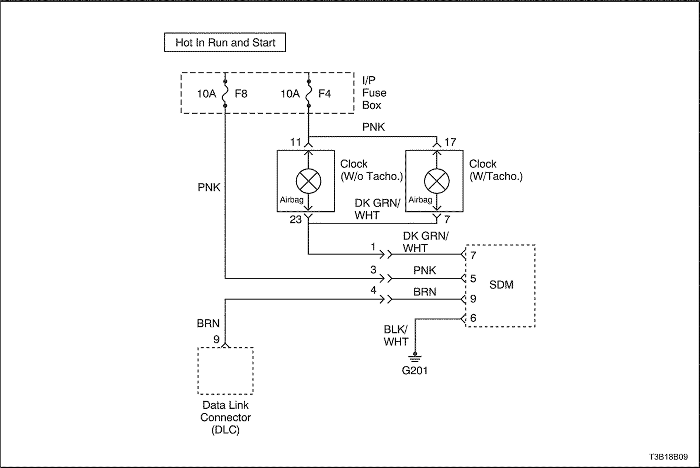 Hot In Run and Start
I/P
Fuse
Box
10A F8
10A F4
PNK
11
17
Clock
(W/o Tacho.)
Clock
(W/Tacho.)
PNK
Airbag
Airbag
DK GRN/
WHT
23
7
DK GRN/
WHT
1
7
3
PNK
5
SDM
4
BRN
9
6
BRN
BLK/
WHT
9
G201
Data Link
Connector
(DLC)
T3B18B09